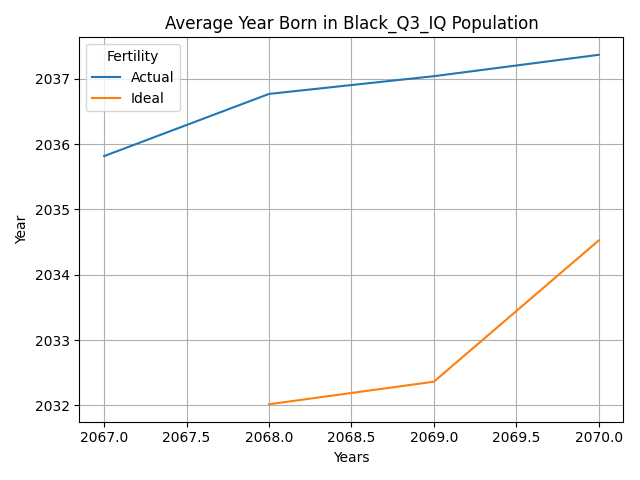 Average Year Born in Black_Q3_IQ Population
Fertility
Actual
Ideal
2037
2036
2035
2034
2033
2032
Year
2067.0 2067.5 2068.0 2068.5 2069.0 2069.5 2070.0
Years